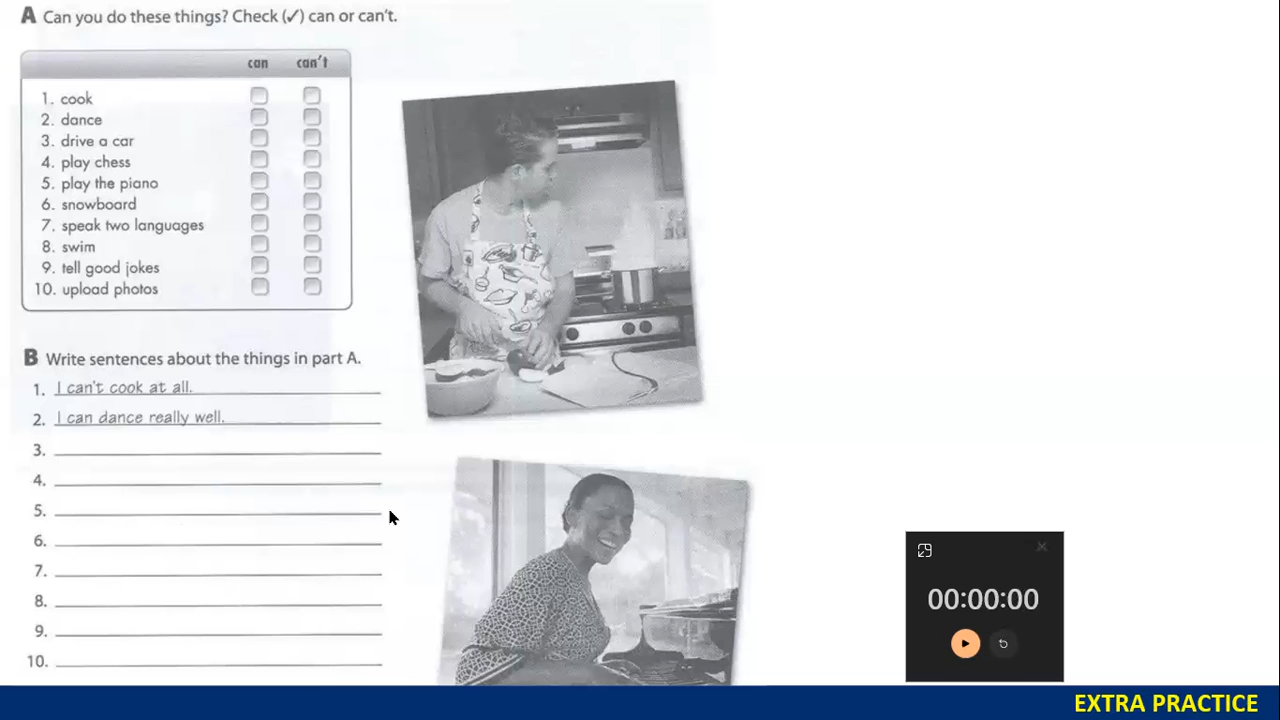 A Can you do these things? Check (✓) can or can't.
can can't
1. cook
2. dance
3. drive a car
4. play chess
5. play the piano
6. snowboard
7. speak two languages
8. swim
9. tell good jokes
10. upload photos
B Write sentences about the things in part A.
1. I can't cook at all.
2. I can dance really well.
3.
4.
5.
6.
7.
8.
9.
10.
00:00:00
EXTRA PRACTICE